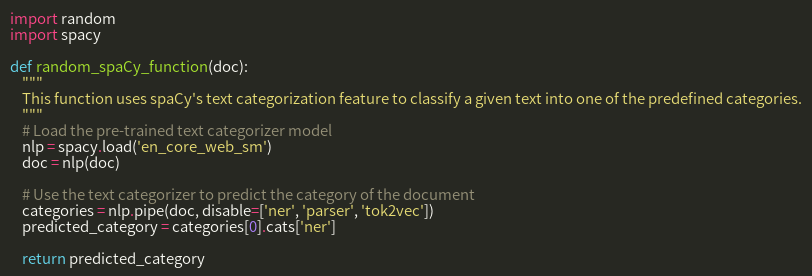 import random
import spacy
def random_spaCy_function(doc):
"""
This function uses spaCy's text categorization feature to classify a given text into one of the predefined categories.
"""
# Load the pre-trained text categorizer model
nlp = spacy.load('en_core_web_sm')
doc = nlp(doc)
# Use the text categorizer to predict the category of the document
categories = nlp.pipe(doc, disable=['ner', 'parser', 'tok2vec'])
predicted_category = categories[0].cats['ner']
return predicted_category